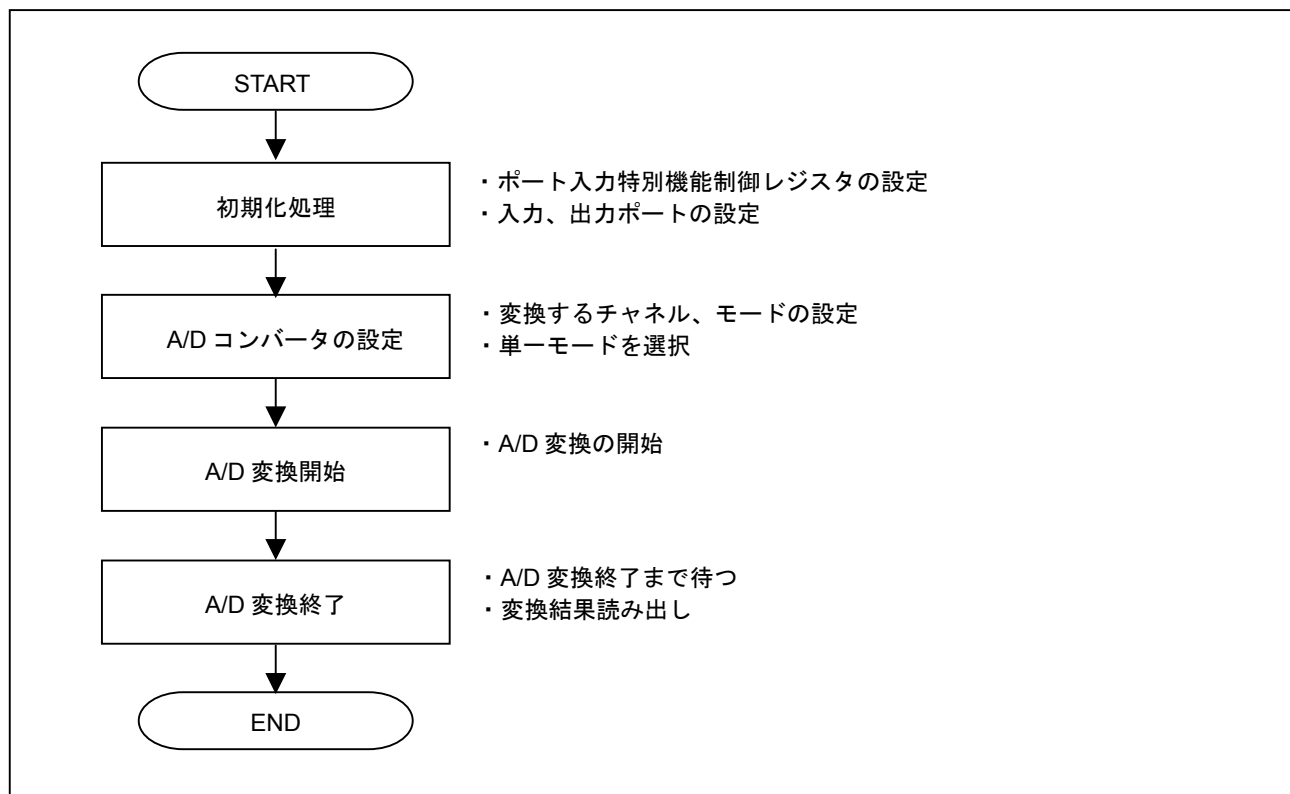 START
初期化処理
・ポート入力特別機能制御レジスタの設定
・入力、出力ポートの設定
A/D コンバータの設定
・変換するチャネル、モードの設定
・単一モードを選択
A/D 変換開始
・A/D 変換の開始
A/D 変換終了
・A/D 変換終了まで待つ
・変換結果読み出し
END